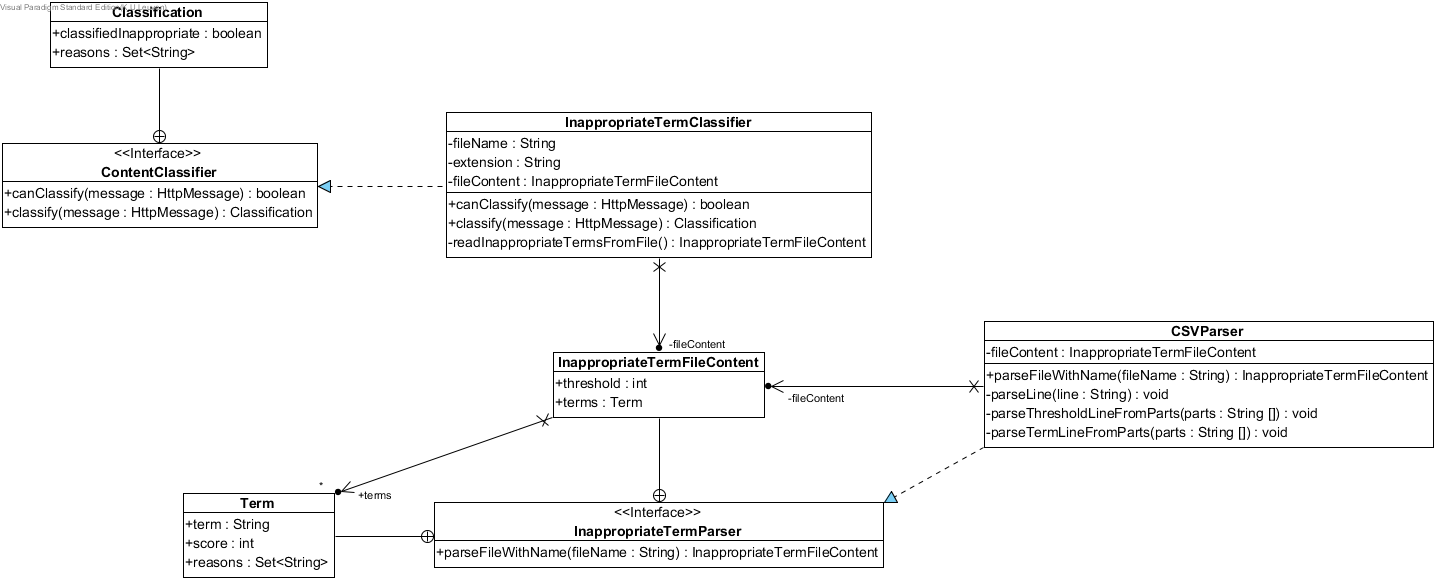 Visual Paradigm Standard Edition(K.U.Leuven)
Classification
+classifiedInappropriate : boolean
+reasons : Set<String>
<<Interface>>
ContentClassifier
+canClassify(message : HttpMessage) : boolean
+classify(message : HttpMessage) : Classification
InappropriateTermClassifier
-fileName : String
-extension : String
-fileContent : InappropriateTermFileContent
+canClassify(message : HttpMessage) : boolean
+classify(message : HttpMessage) : Classification
-readInappropriateTermsFromFile() : InappropriateTermFileContent
-fileContent
InappropriateTermFileContent
+threshold : int
+terms : Term
-fileContent
CSVParser
-fileContent : InappropriateTermFileContent
+parseFileWithName(fileName : String) : InappropriateTermFileContent
-parseLine(line : String) : void
-parseThresholdLineFromParts(parts : String []) : void
-parseTermLineFromParts(parts : String []) : void
*
+terms
Term
+term : String
+score : int
+reasons : Set<String>
<<Interface>>
InappropriateTermParser
+parseFileWithName(fileName : String) : InappropriateTermFileContent